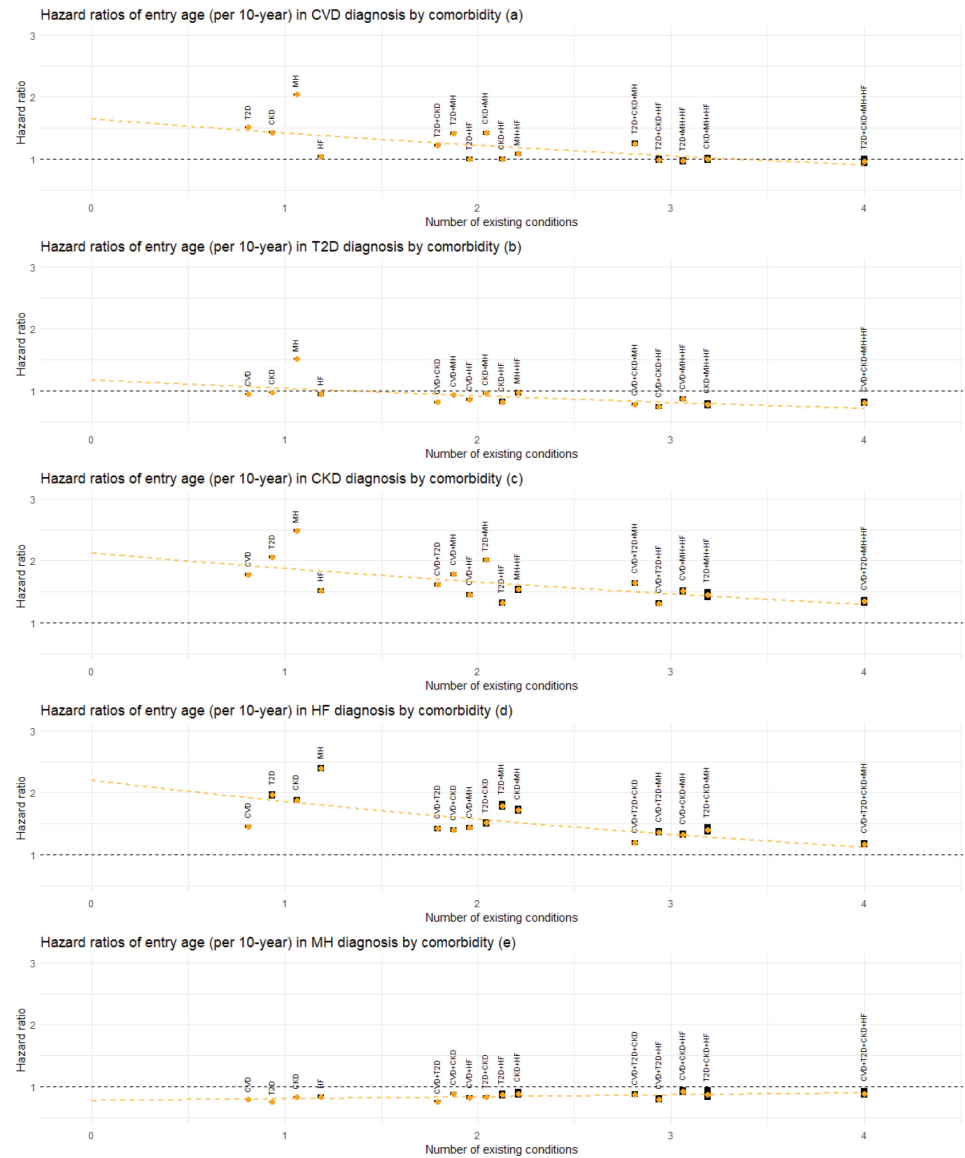 Hazard ratios of entry age (per 10-year) in CVD diagnosis by comorbidity (a)
Hazard ratio
3
2
1
T2D
CKD
MH
HF
T2D+CKD
T2D+MH
T2D+HF
CKD+MH
CKD+HF
MH+HF
T2D+CKD+MH
T2D+CKD+HF
T2D+MH+HF
CKD+MH+HF
T2D+CKD+MH+HF
0 1 2 3 4
Number of existing conditions
Hazard ratios of entry age (per 10-year) in T2D diagnosis by comorbidity (b)
Hazard ratio
3
2
1
CVD
CKD
MH
HF
CVD+CKD
CVD+MH
CVD+HF
CKD+MH
CKD+HF
MH+HF
CVD+CKD+MH
CVD+CKD+HF
CVD+MH+HF
CKD+MH+HF
CVD+CKD+MH+HF
0 1 2 3 4
Number of existing conditions
Hazard ratios of entry age (per 10-year) in CKD diagnosis by comorbidity (c)
Hazard ratio
3
2
1
CVD
T2D
MH
HF
CVD+T2D
CVD+MH
CVD+HF
T2D+MH
T2D+HF
MH+HF
CVD+T2D+MH
CVD+T2D+HF
CVD+MH+HF
T2D+MH+HF
CVD+T2D+MH+HF
0 1 2 3 4
Number of existing conditions
Hazard ratios of entry age (per 10-year) in HF diagnosis by comorbidity (d)
Hazard ratio
3
2
1
CVD
T2D
CKD
MH
CVD+T2D
CVD+CKD
CVD+MH
T2D+CKD
T2D+MH
CKD+MH
CVD+T2D+CKD
CVD+T2D+MH
CVD+CKD+MH
T2D+CKD+MH
CVD+T2D+CKD+MH
0 1 2 3 4
Number of existing conditions
Hazard ratios of entry age (per 10-year) in MH diagnosis by comorbidity (e)
Hazard ratio
3
2
1
CVD
T2D
CKD
HF
CVD+T2D
CVD+CKD
CVD+HF
T2D+CKD
T2D+HF
CKD+HF
CVD+T2D+CKD
CVD+T2D+HF
CVD+CKD+HF
T2D+CKD+HF
CVD+T2D+CKD+HF
0 1 2 3 4
Number of existing conditions